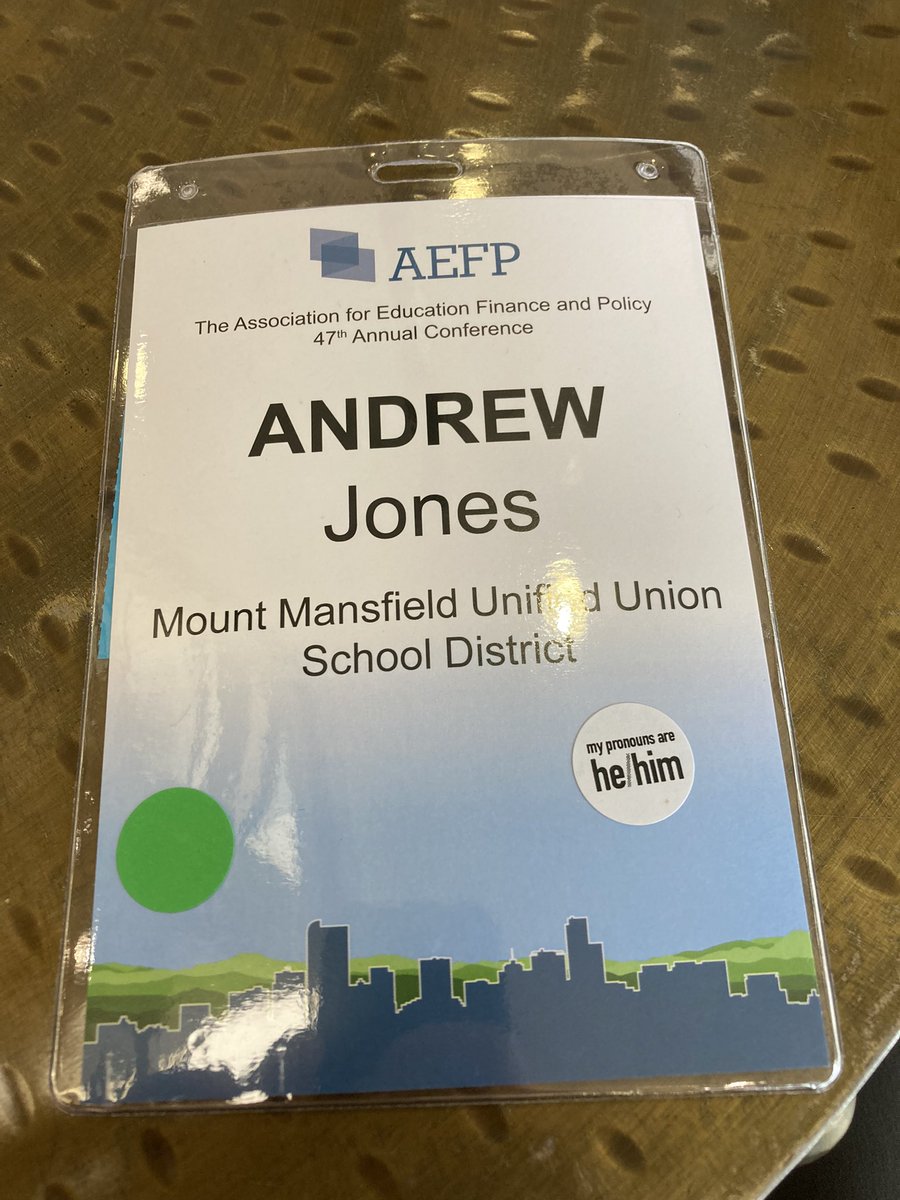 AEFP
The Association for Education Finance and Policy
47th Annual Conference
ANDREW
Jones
Mount Mansfield Unified Union
School District
my pronouns are
he/him